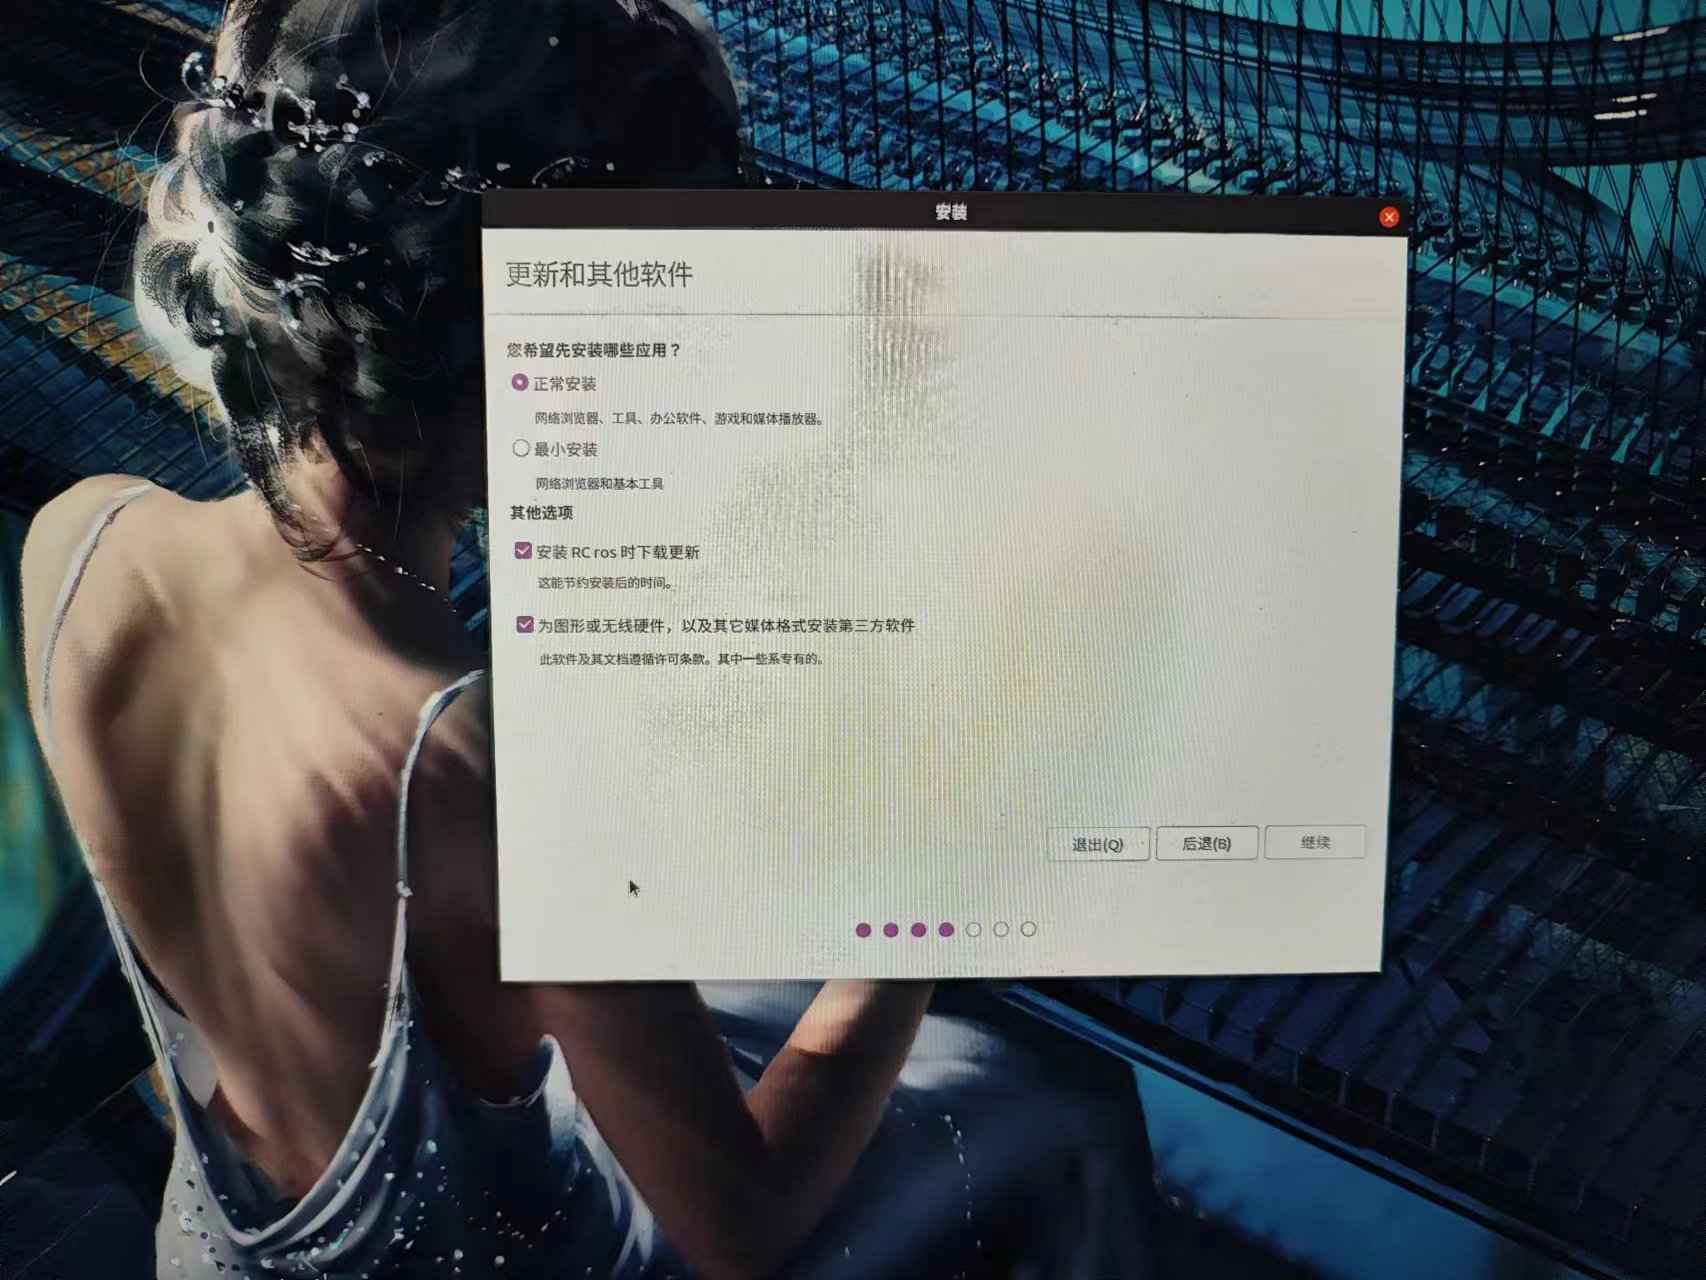 安装
更新和其他软件
您希望先安装哪些应用？
正常安装
网络浏览器、工具、办公软件、游戏和媒体播放器。
最小安装
网络浏览器和基本工具
其他选项
安装 RC ros 时下载更新
这能节约安装后的时间。
为图形或无线硬件，以及其它媒体格式安装第三方软件
此软件及其文档遵循许可条款。其中一些系专有的。
退出(Q) 后退(B) 继续